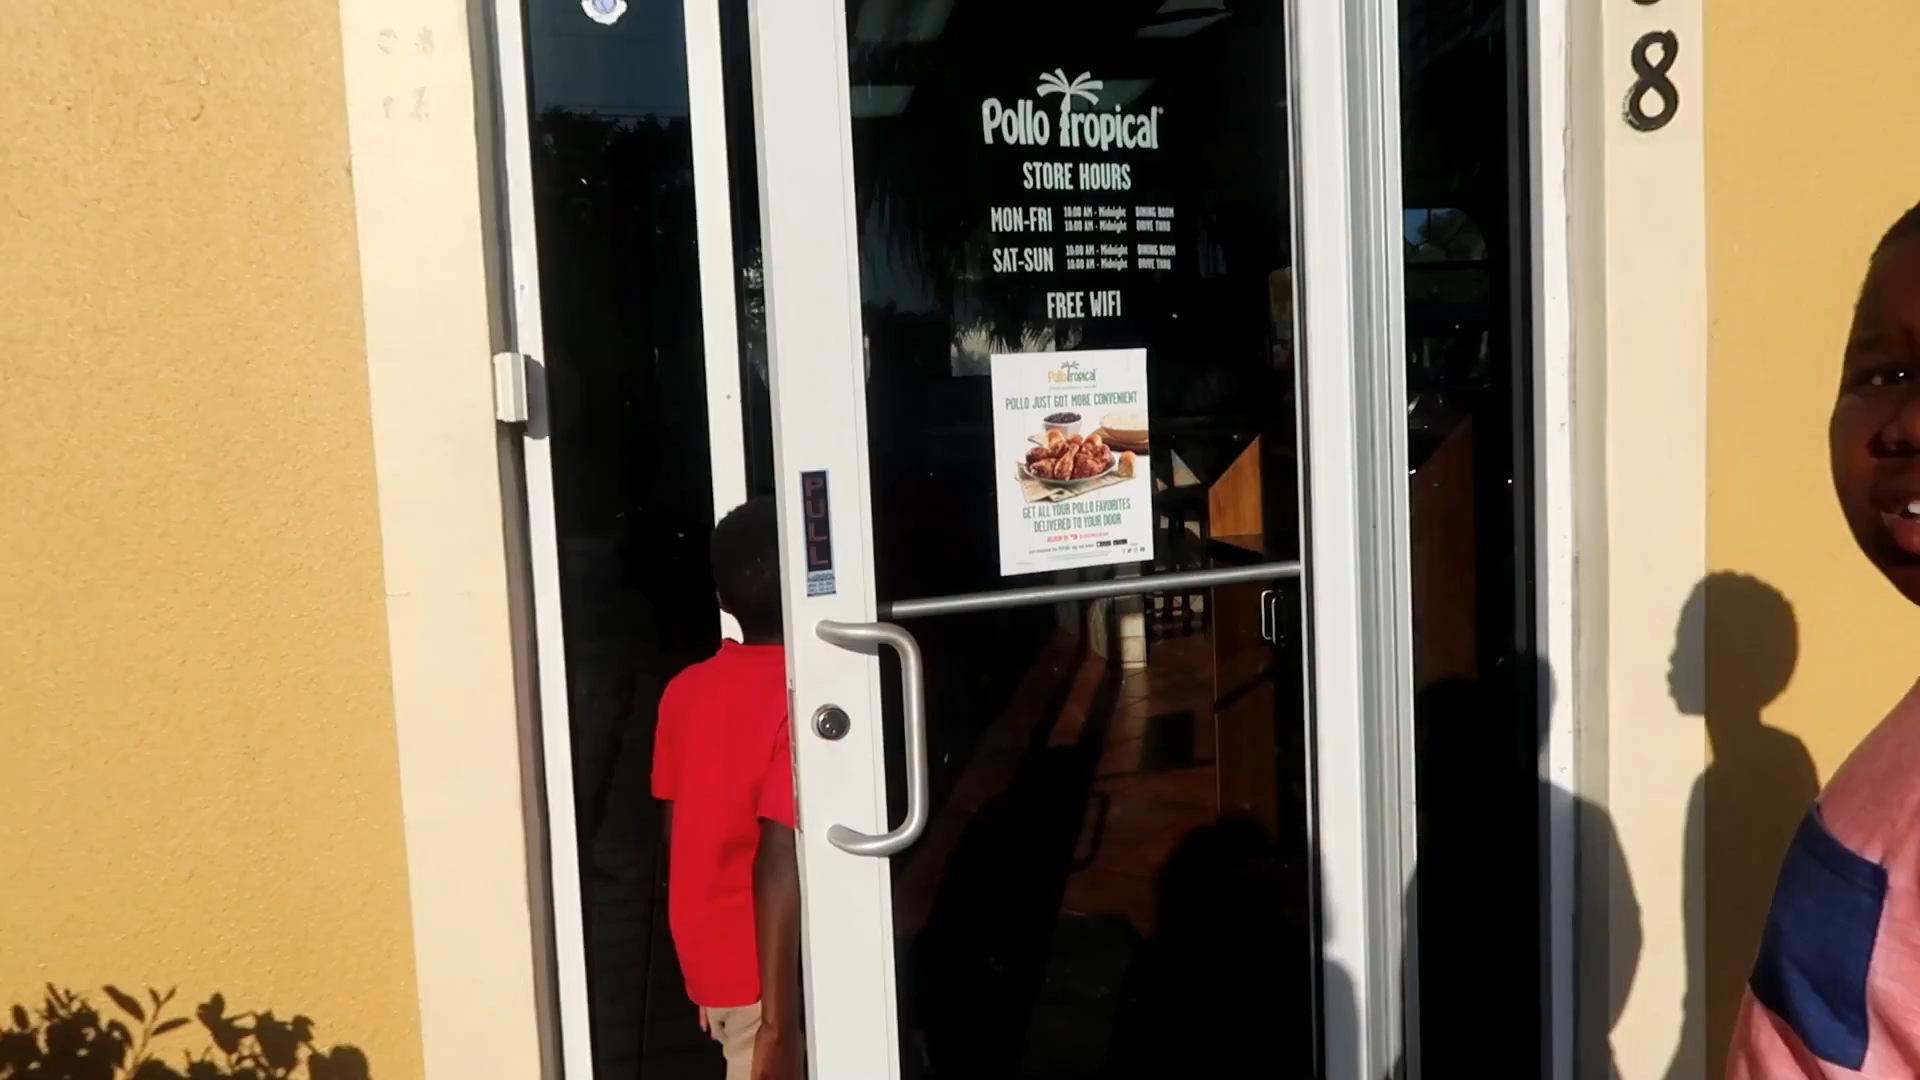 8
Pollo Tropical
STORE HOURS
MON-FRI 10:00 AM - Midnight DINING ROOM
10:00 AM - Midnight DRIVE THRU
SAT-SUN 10:00 AM - Midnight DINING ROOM
10:00 AM - Midnight DRIVE THRU
FREE WIFI
Pollo Tropical
POLLO JUST GOT MORE CONVENIENT
GET ALL YOUR POLLO FAVORITES
DELIVERED TO YOUR DOOR
PULL